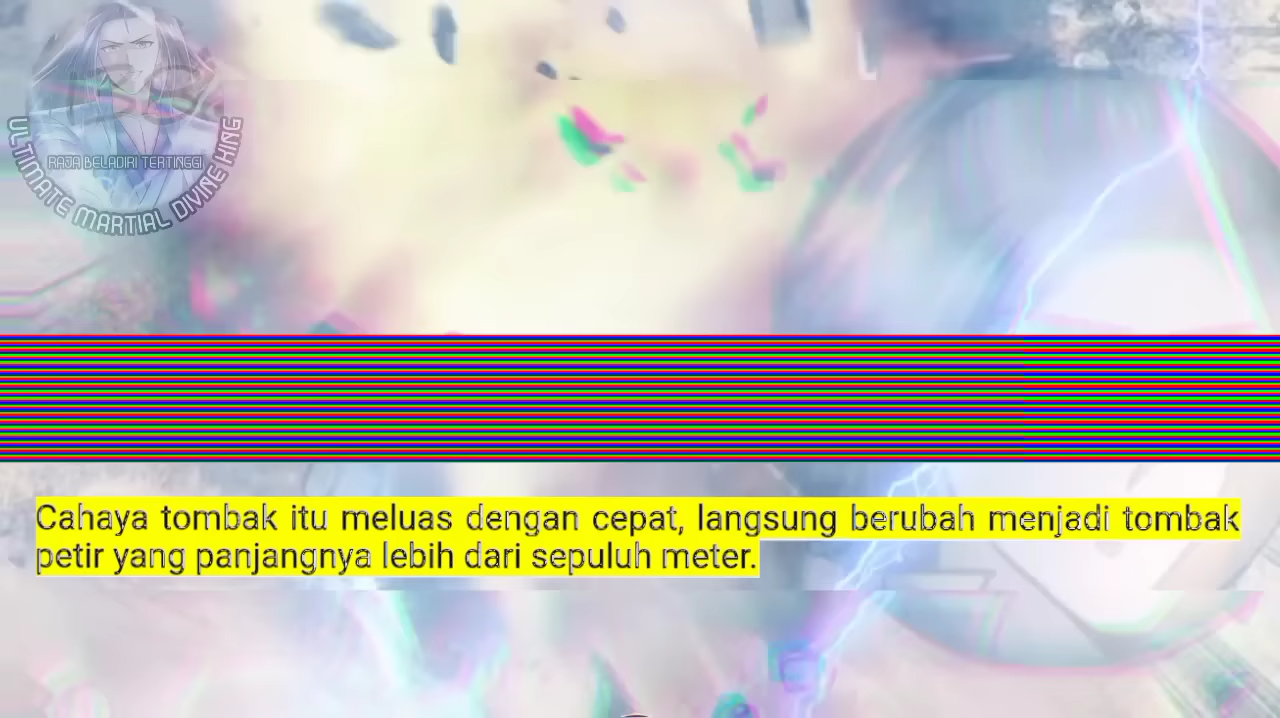 RAJA BELADIRI TERTINGGI
ULTIMATE MARTIAL DIVINE KING
Cahaya tombak itu meluas dengan cepat, langsung berubah menjadi tombak
petir yang panjangnya lebih dari sepuluh meter.